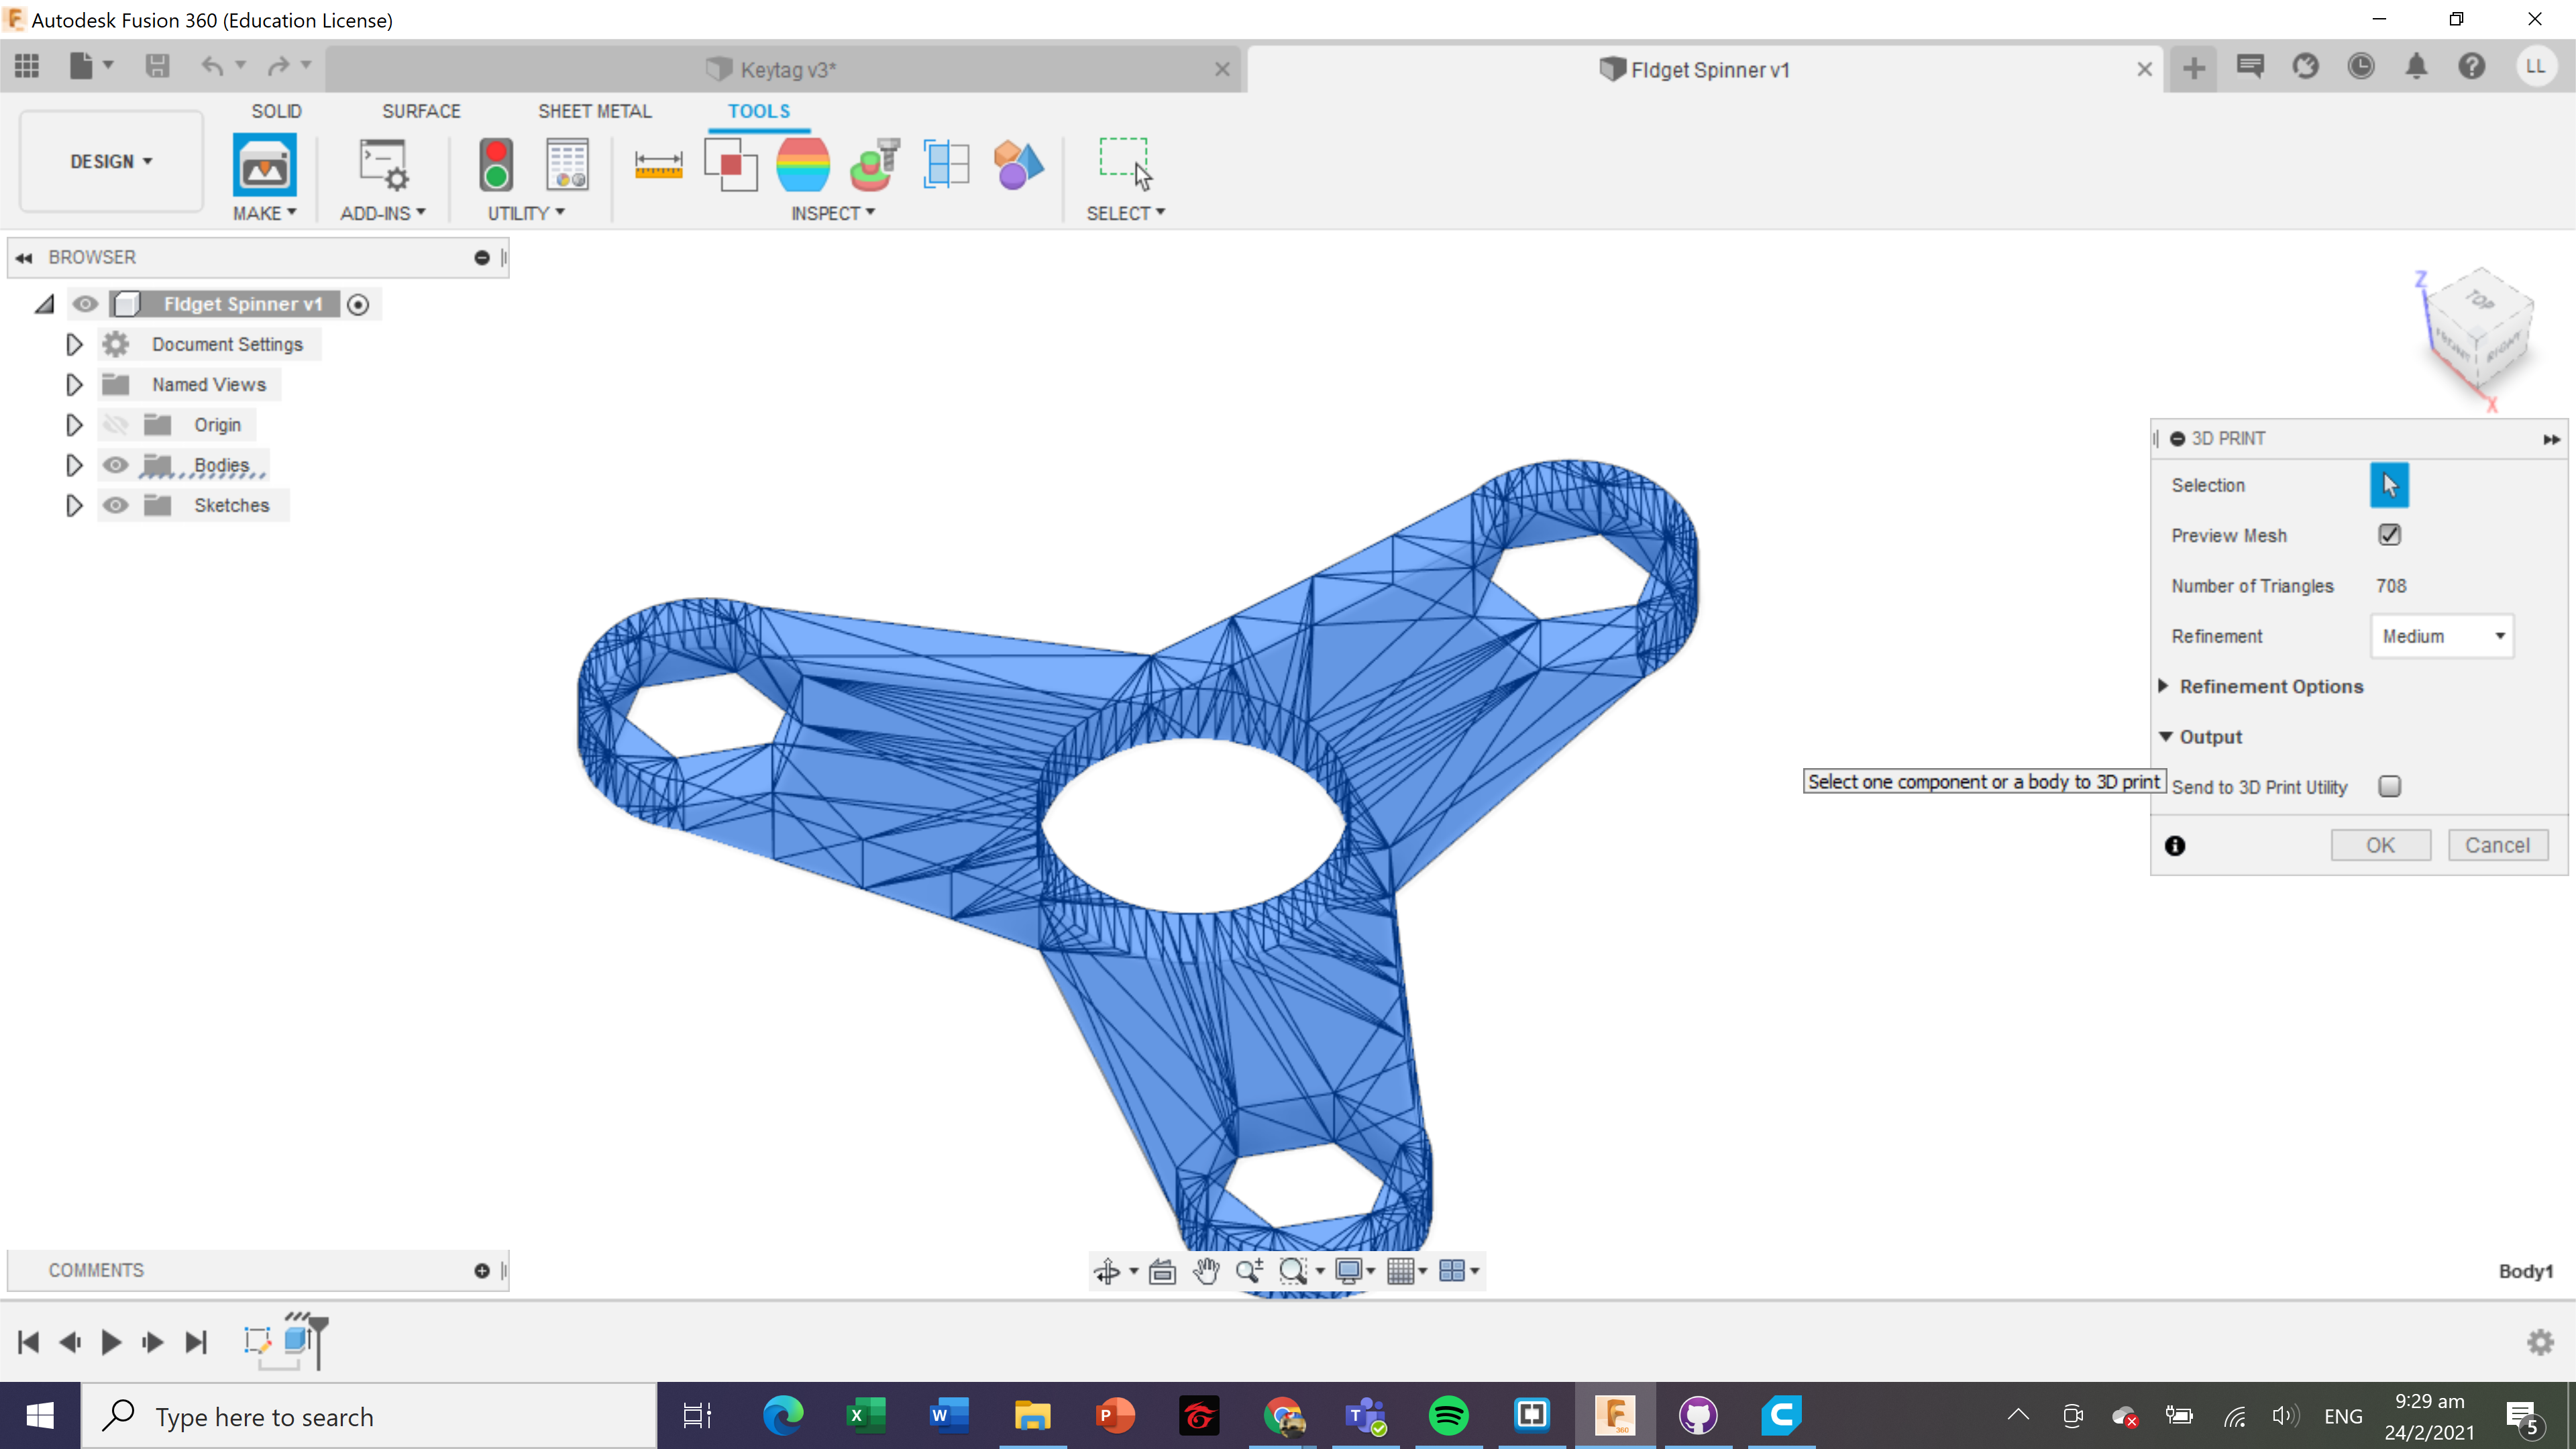 Autodesk Fusion 360 (Education License)
Keytag v3*
FIdget Spinner v1
LL
DESIGN
SOLID
SURFACE
SHEET METAL
TOOLS
MAKE
ADD-INS
UTILITY
INSPECT
SELECT
BROWSER
FIdget Spinner v1
Document Settings
Named Views
Origin
Bodies
Sketches
Z
TOP
FRONT
RIGHT
X
3D PRINT
Selection
Preview Mesh
Number of Triangles 708
Refinement Medium
Refinement Options
Output
Select one component or a body to 3D print
Send to 3D Print Utility
OK Cancel
COMMENTS
Body1
Type here to search
ENG
9:29 am
24/2/2021
5